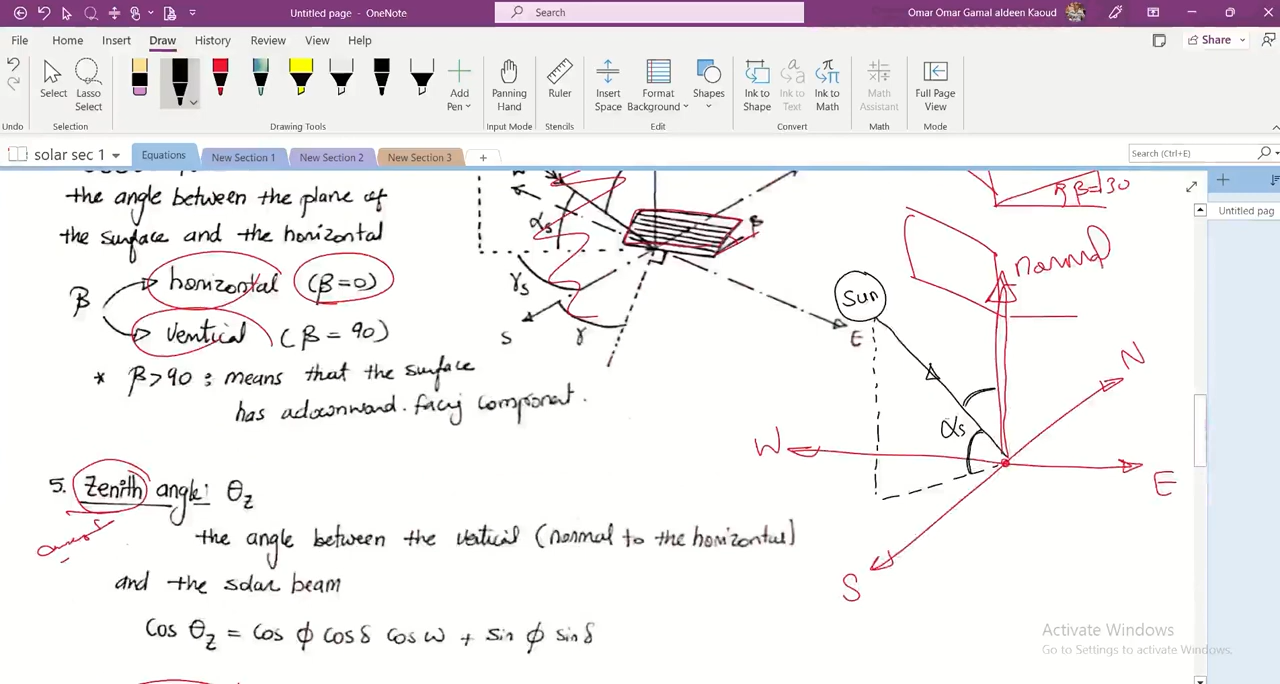 Untitled page - OneNote
Search
Omar Omar Gamal aldeen Kaoud
File Home Insert Draw History Review View Help
Share
Select
Lasso Select
Add Pen
Panning Hand
Ruler
Insert Space
Format Background
Shapes
Ink to Shape
Ink to Text
Ink to Math
Math Assistant
Full Page View
Undo Selection Drawing Tools Input Mode Stencils Edit Convert Math Mode
solar sec 1 Equations New Section 1 New Section 2 New Section 3 +
Search (Ctrl+E)
Untitled pag
the angle between the plane of
the surface and the horizontal
β
horizontal (β=0)
vertical (β = 90)
* β>90 : means that the surface
has adownward. facij componat.
αs
β
γs
S
γ
E
β=30
normal
Sun
αs
N
W
E
S
5. Zenith angle: θz
the angle between the vertical (normal to the horizontal)
and the solar beam
Cos θz = Cos φ Cosδ Cos ω + sin φ sinδ
Activate Windows
Go to Settings to activate Windows.